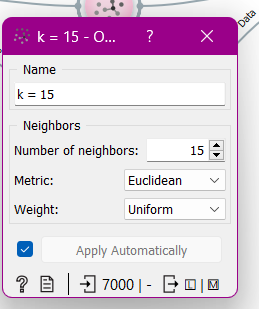 Data
k = 15 - O... ?
Name
k = 15
Neighbors
Number of neighbors: 15
Metric: Euclidean
Weight: Uniform
Apply Automatically
? 7000 | - L | M